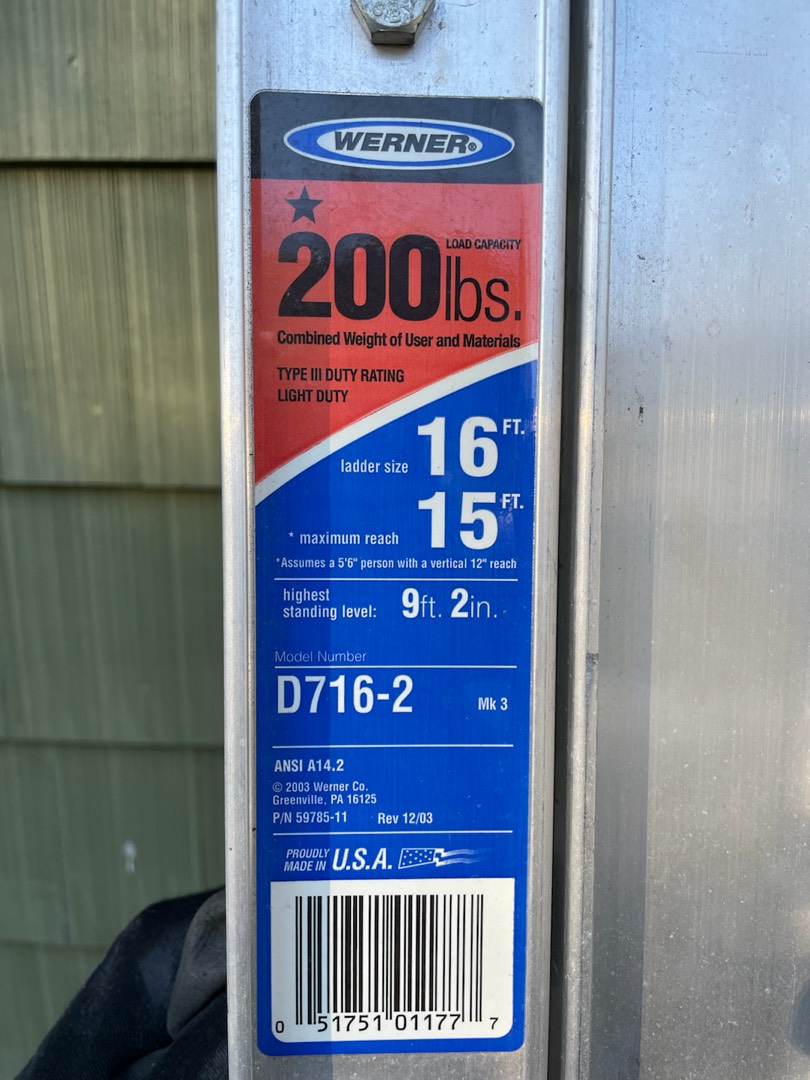 WERNER®
LOAD CAPACITY
200 lbs.
Combined Weight of User and Materials
TYPE III DUTY RATING
LIGHT DUTY
ladder size 16 FT.
* maximum reach 15 FT.
*Assumes a 5'6" person with a vertical 12" reach
highest
standing level: 9ft. 2in.
Model Number
D716-2 Mk 3
ANSI A14.2
© 2003 Werner Co.
Greenville, PA 16125
P/N 59785-11 Rev 12/03
PROUDLY
MADE IN U.S.A.
0 51751 01177 7